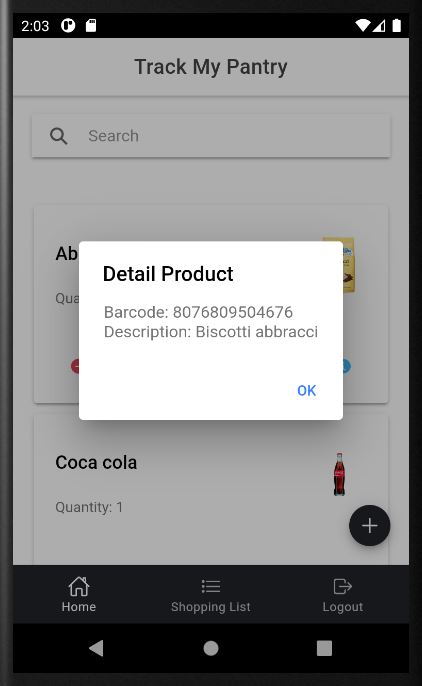 2:03
Track My Pantry
Search
Ab
Qua
Detail Product
Barcode: 8076809504676
Description: Biscotti abbracci
OK
Coca cola
Quantity: 1
Home
Shopping List
Logout